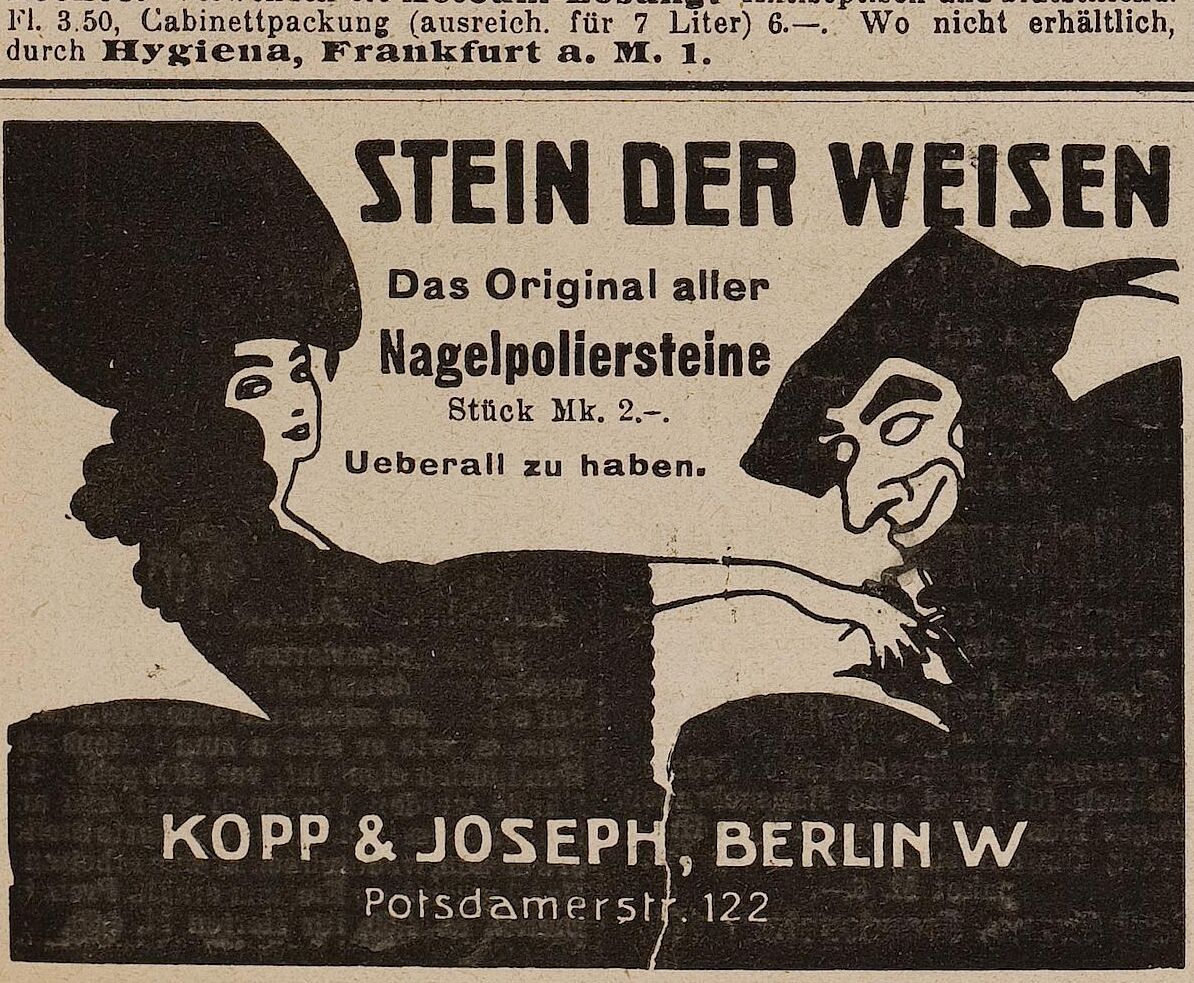 Fl. 3.50, Cabinettpackung (ausreich. für 7 Liter) 6.—. Wo nicht erhältlich,
durch Hygiena, Frankfurt a. M. 1.
STEIN DER WEISEN
Das Original aller
Nagelpoliersteine
Stück Mk. 2.—.
Ueberall zu haben.
KOPP & JOSEPH, BERLIN W
Potsdamerstr. 122